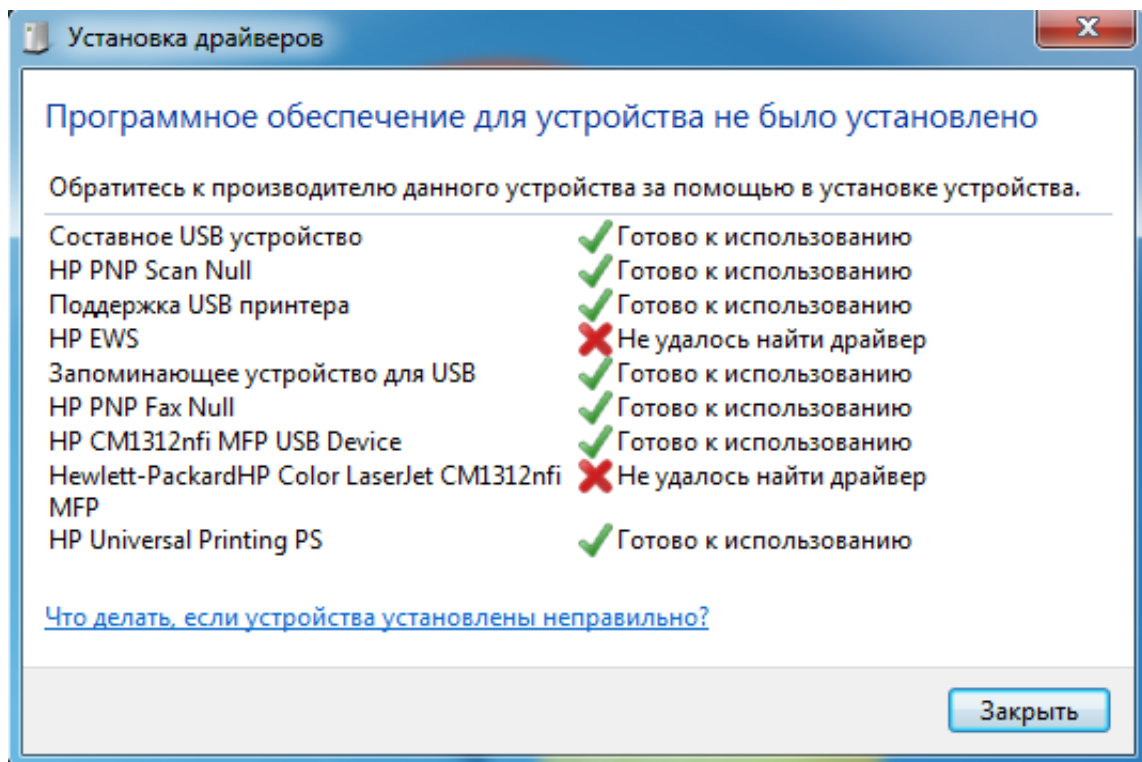 Установка драйверов
Программное обеспечение для устройства не было установлено
Обратитесь к производителю данного устройства за помощью в установке устройства.
Составное USB устройство Готово к использованию
HP PNP Scan Null Готово к использованию
Поддержка USB принтера Готово к использованию
HP EWS Не удалось найти драйвер
Запоминающее устройство для USB Готово к использованию
HP PNP Fax Null Готово к использованию
HP CM1312nfi MFP USB Device Готово к использованию
Hewlett-PackardHP Color LaserJet CM1312nfi Не удалось найти драйвер
MFP
HP Universal Printing PS Готово к использованию
Что делать, если устройства установлены неправильно?
Закрыть